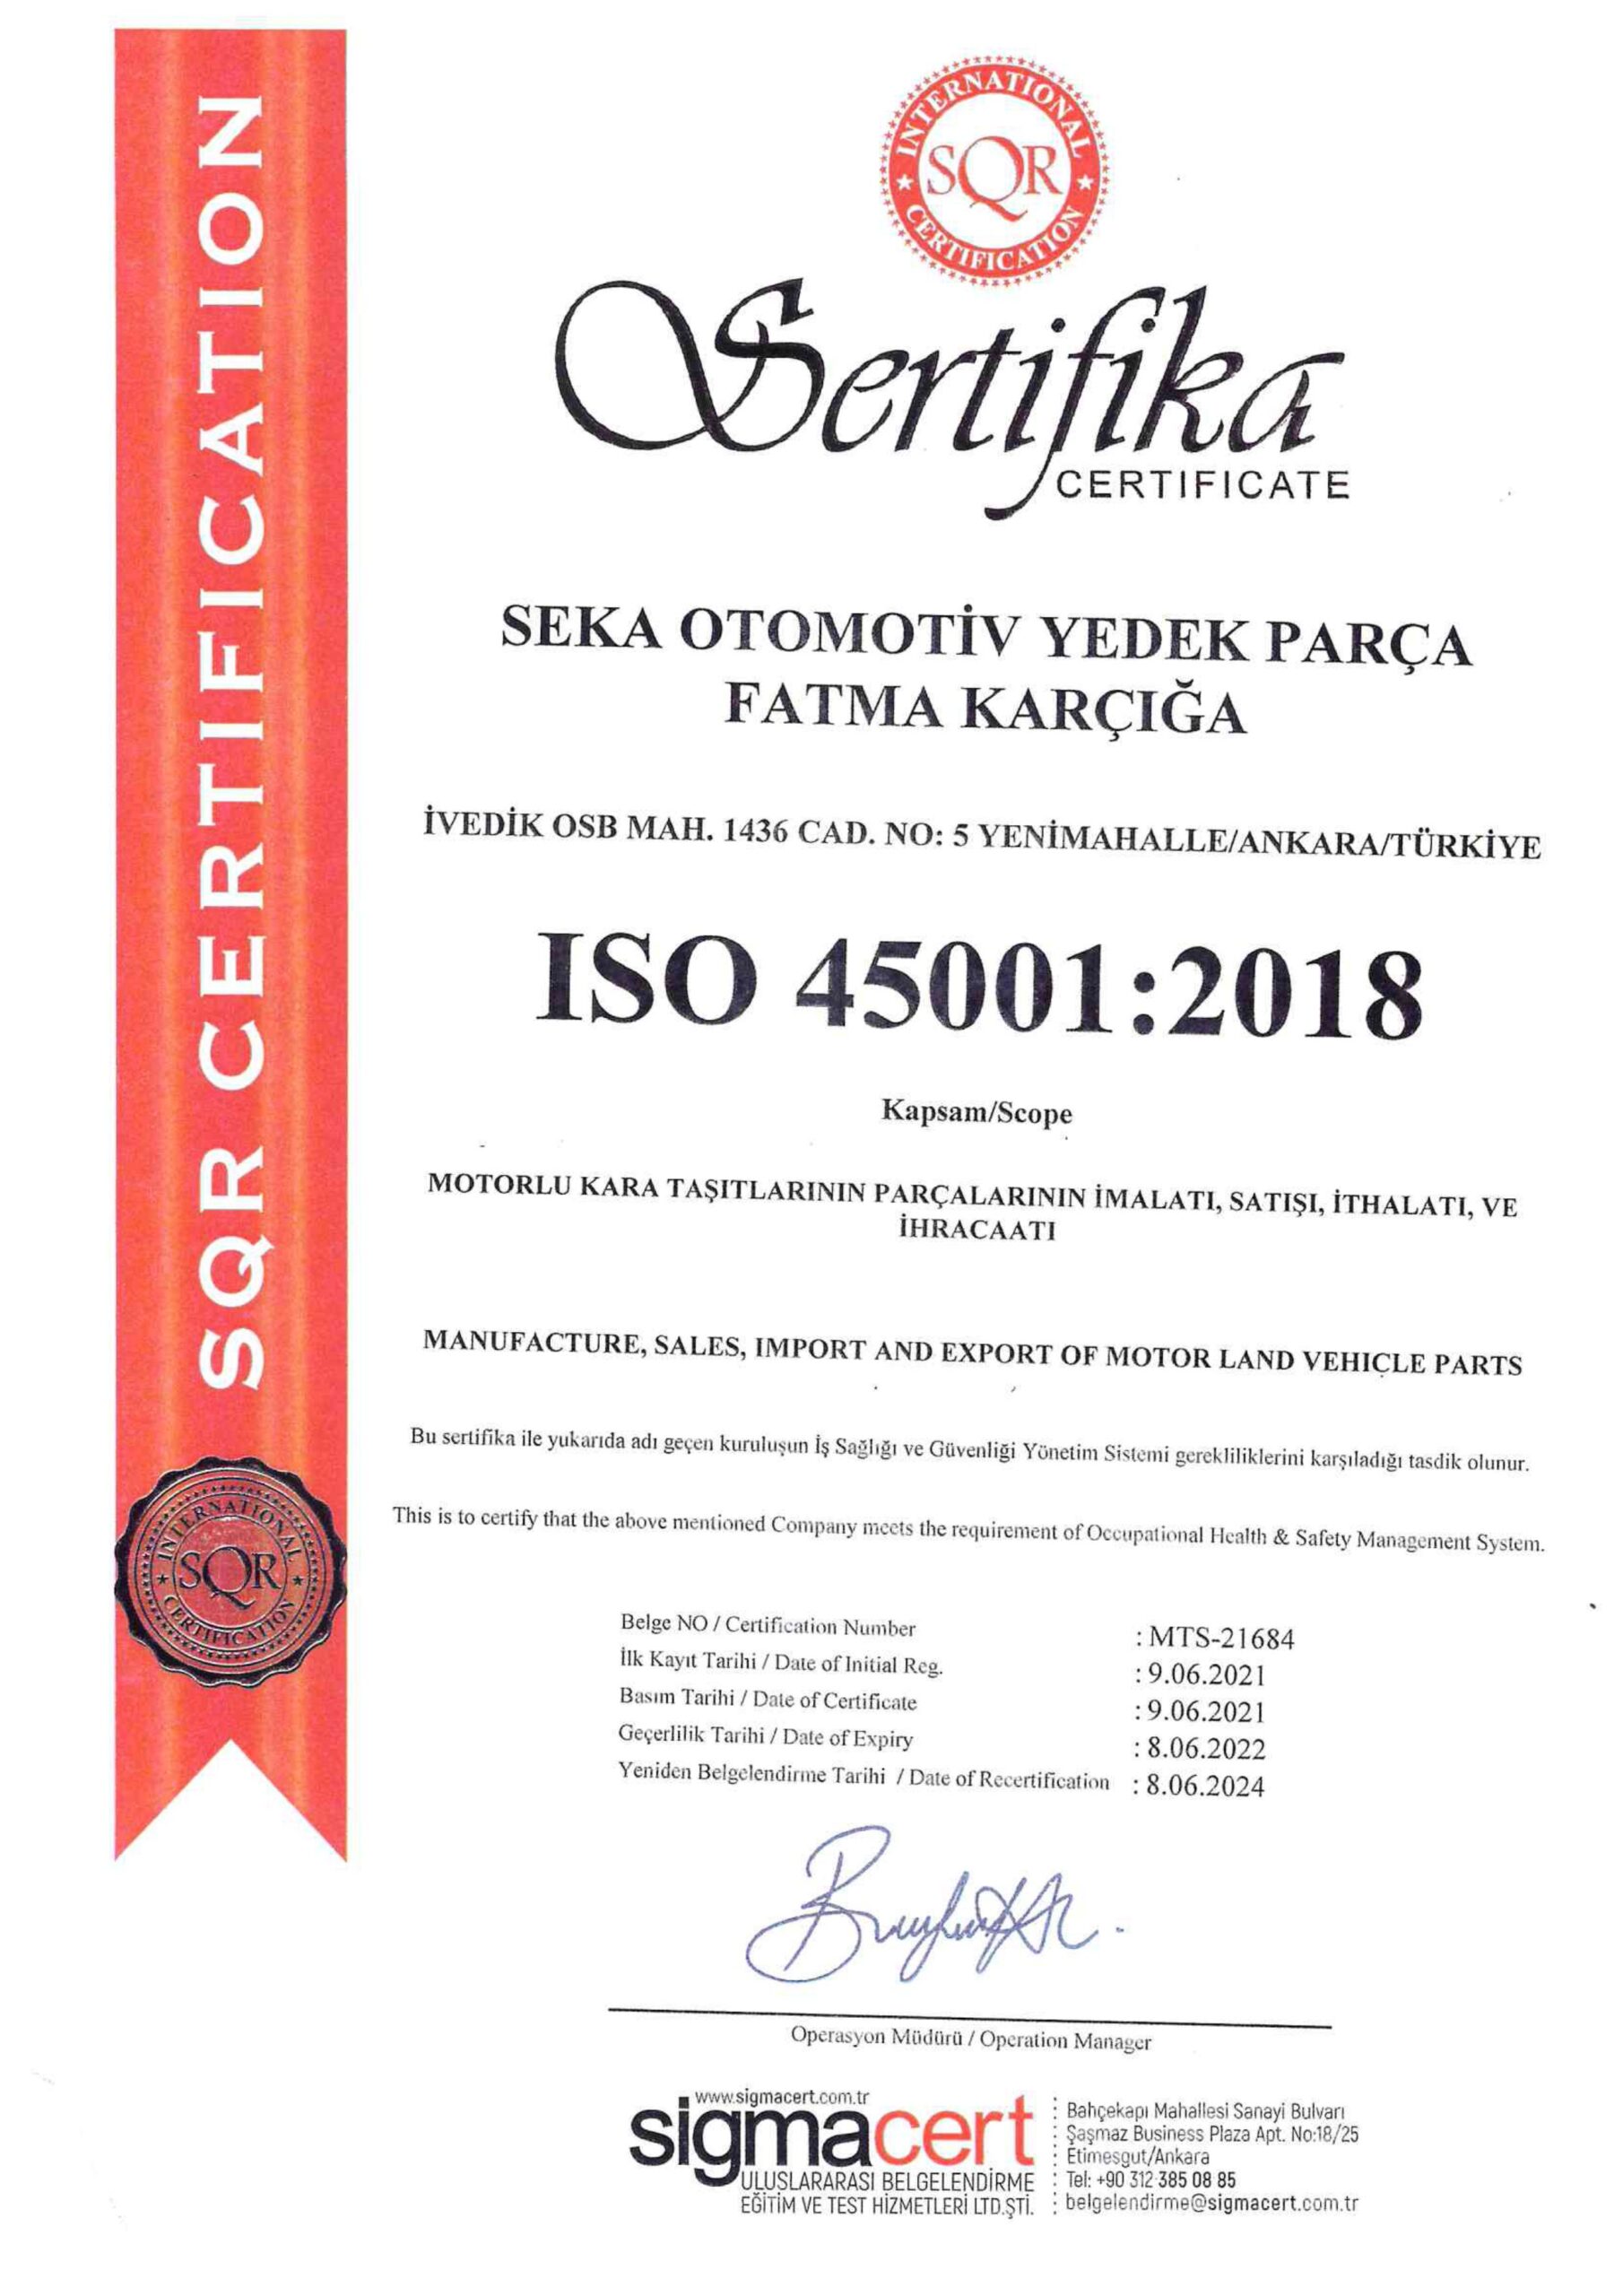 SQR CERTIFICATION
INTERNATIONAL
SQR
CERTIFICATION
Sertifika
CERTIFICATE
SEKA OTOMOTİV YEDEK PARÇA
FATMA KARÇIĞA
İVEDİK OSB MAH. 1436 CAD. NO: 5 YENİMAHALLE/ANKARA/TÜRKİYE
ISO 45001:2018
Kapsam/Scope
MOTORLU KARA TAŞITLARININ PARÇALARININ İMALATI, SATIŞI, İTHALATI, VE
İHRACAATI
MANUFACTURE, SALES, IMPORT AND EXPORT OF MOTOR LAND VEHICLE PARTS
Bu sertifika ile yukarıda adı geçen kuruluşun İş Sağlığı ve Güvenliği Yönetim Sistemi gerekliliklerini karşıladığı tasdik olunur.
This is to certify that the above mentioned Company meets the requirement of Occupational Health & Safety Management System.
INTERNATIONAL
SQR
CERTIFICATION
Belge NO / Certification Number : MTS-21684
İlk Kayıt Tarihi / Date of Initial Reg. : 9.06.2021
Basım Tarihi / Date of Certificate : 9.06.2021
Geçerlilik Tarihi / Date of Expiry : 8.06.2022
Yeniden Belgelendirme Tarihi / Date of Recertification : 8.06.2024
Operasyon Müdürü / Operation Manager
www.sigmacert.com.tr
sigmacert
ULUSLARARASI BELGELENDİRME
EĞİTİM VE TEST HİZMETLERİ LTD.ŞTİ.
Bahçekapı Mahallesi Sanayi Bulvarı
Şaşmaz Business Plaza Apt. No:18/25
Etimesgut/Ankara
Tel: +90 312 385 08 85
belgelendirme@sigmacert.com.tr